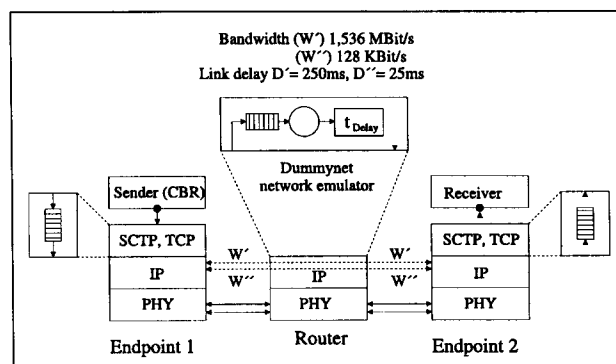 Bandwidth (W´) 1,536 MBit/s
(W´´) 128 KBit/s
Link delay D´= 250ms, D´´= 25ms
t Delay
Dummynet
network emulator
Sender (CBR)
Receiver
SCTP, TCP
SCTP, TCP
W´
W´
IP
W´´
IP
W´´
IP
PHY
PHY
PHY
Endpoint 1
Router
Endpoint 2